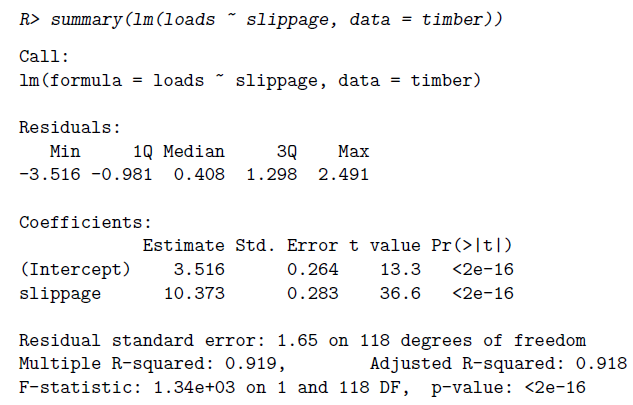 R> summary(lm(loads ~ slippage, data = timber))
Call:
lm(formula = loads ~ slippage, data = timber)
Residuals:
Min 1Q Median 3Q Max
-3.516 -0.981 0.408 1.298 2.491
Coefficients:
Estimate Std. Error t value Pr(>|t|)
(Intercept) 3.516 0.264 13.3 <2e-16
slippage 10.373 0.283 36.6 <2e-16
Residual standard error: 1.65 on 118 degrees of freedom
Multiple R-squared: 0.919, Adjusted R-squared: 0.918
F-statistic: 1.34e+03 on 1 and 118 DF, p-value: <2e-16